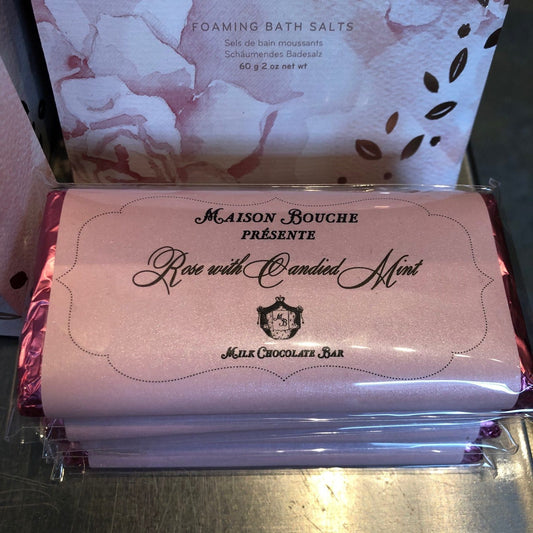 FOAMING BATH SALTS
Sels de bain moussants
Schäumendes Badesalz
60 g 2 oz net wt
MAISON BOUCHE
PRÉSENTE
Rose with Candied Mint
M B
MILK CHOCOLATE BAR